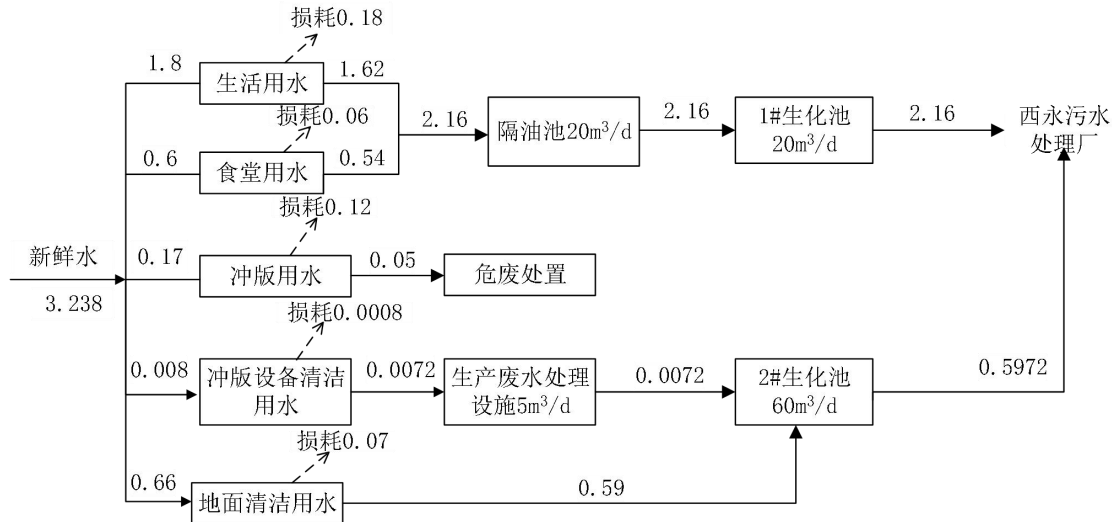 损耗0.18
1.8
生活用水
1.62
损耗0.06
2.16
隔油池20m³/d
2.16
1#生化池
20m³/d
2.16
西永污水
处理厂
0.6
食堂用水
0.54
损耗0.12
新鲜水
3.238
0.17
冲版用水
0.05
危废处置
损耗0.0008
0.008
冲版设备清洁
用水
0.0072
生产废水处理
设施5m³/d
0.0072
2#生化池
60m³/d
0.5972
损耗0.07
0.66
地面清洁用水
0.59